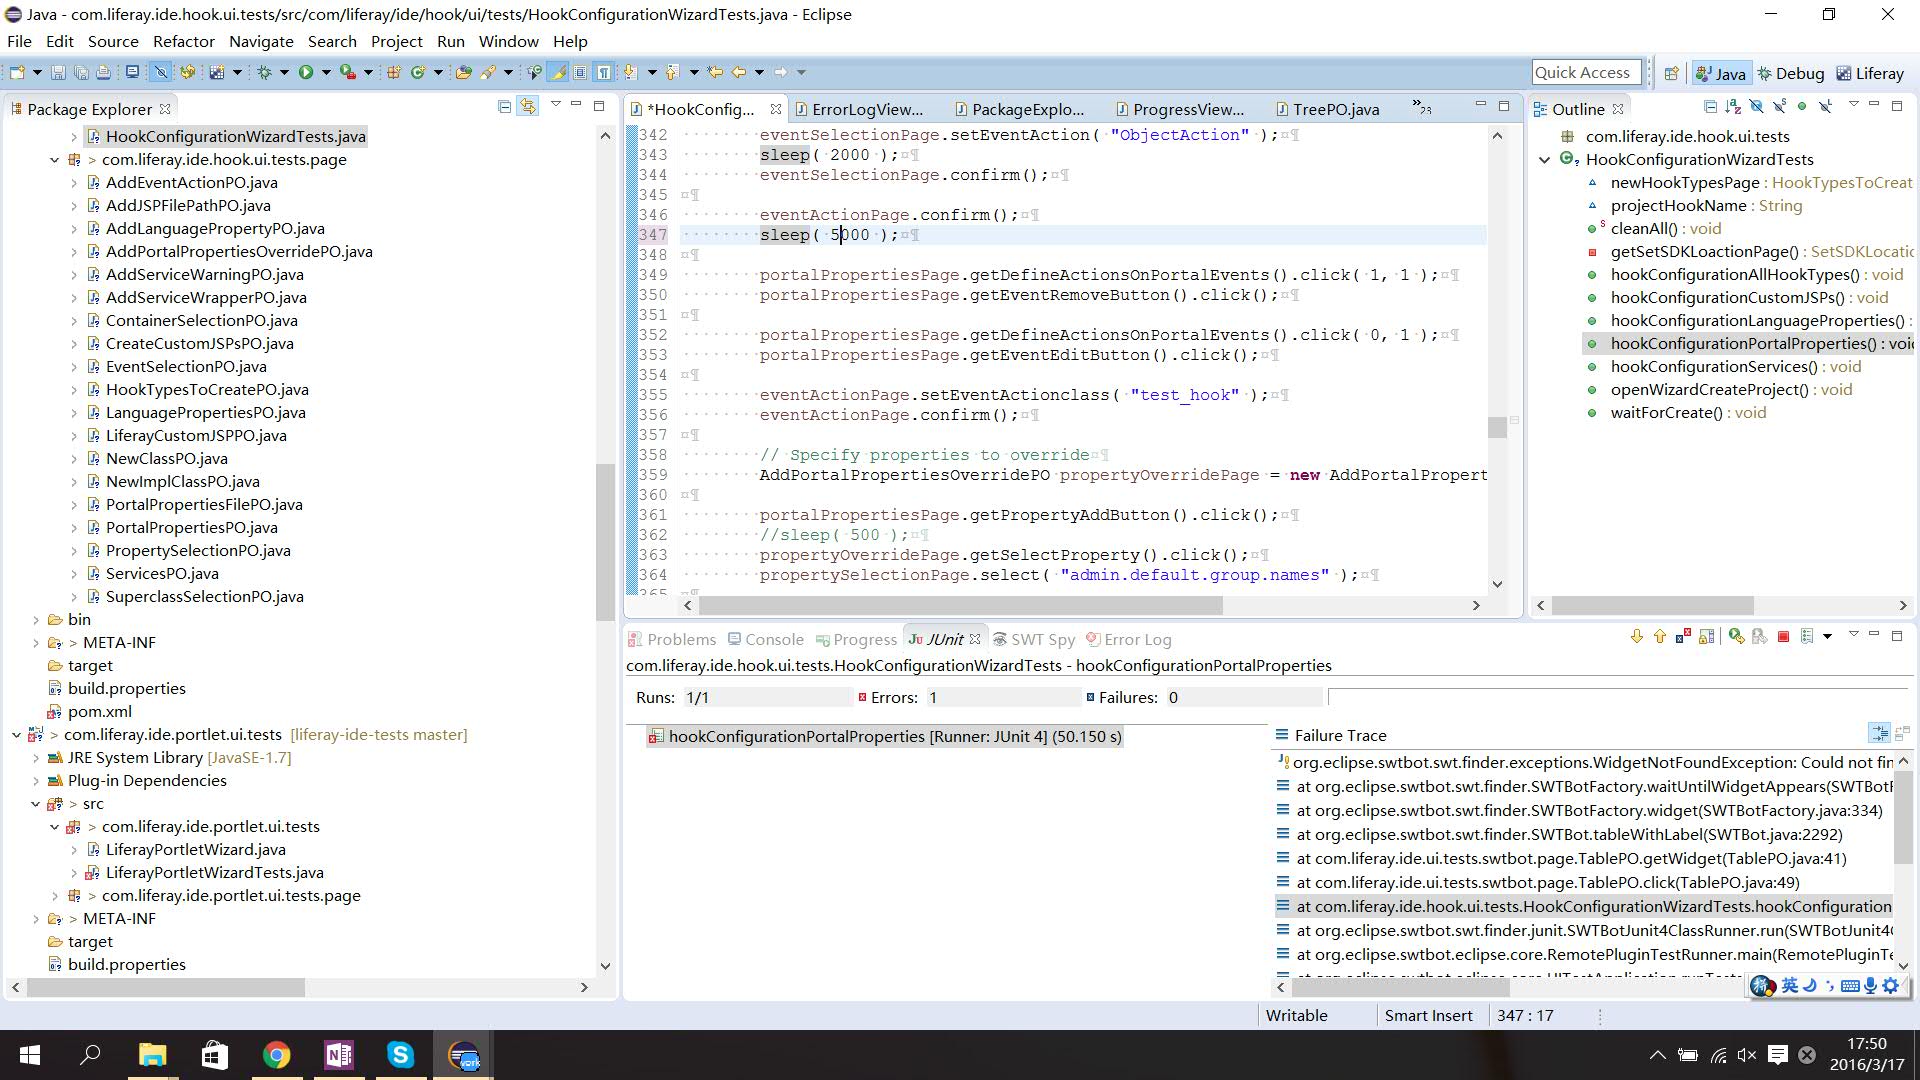 Java - com.liferay.ide.hook.ui.tests/src/com/liferay/ide/hook/ui/tests/HookConfigurationWizardTests.java - Eclipse
File Edit Source Refactor Navigate Search Project Run Window Help
Quick Access
Java
Debug
Liferay
Package Explorer
HookConfigurationWizardTests.java
> com.liferay.ide.hook.ui.tests.page
AddEventActionPO.java
AddJSPFilePathPO.java
AddLanguagePropertyPO.java
AddPortalPropertiesOverridePO.java
AddServiceWarningPO.java
AddServiceWrapperPO.java
ContainerSelectionPO.java
CreateCustomJSPsPO.java
EventSelectionPO.java
HookTypesToCreatePO.java
LanguagePropertiesPO.java
LiferayCustomJSPPO.java
NewClassPO.java
NewImplClassPO.java
PortalPropertiesFilePO.java
PortalPropertiesPO.java
PropertySelectionPO.java
ServicesPO.java
SuperclassSelectionPO.java
bin
> META-INF
target
build.properties
pom.xml
> com.liferay.ide.portlet.ui.tests [liferay-ide-tests master]
JRE System Library [JavaSE-1.7]
Plug-in Dependencies
> src
> com.liferay.ide.portlet.ui.tests
LiferayPortletWizard.java
LiferayPortletWizardTests.java
> com.liferay.ide.portlet.ui.tests.page
> META-INF
target
build.properties
*HookConfig... ErrorLogView... PackageExplo... ProgressView... TreePO.java »23
342 eventSelectionPage.setEventAction( "ObjectAction" );¤¶
343 sleep( 2000 );¤¶
344 eventSelectionPage.confirm();¤¶
345 ¤¶
346 eventActionPage.confirm();¤¶
347 sleep( 5000 );¤¶
348 ¤¶
349 portalPropertiesPage.getDefineActionsOnPortalEvents().click( 1, 1 );¤¶
350 portalPropertiesPage.getEventRemoveButton().click();¤¶
351 ¤¶
352 portalPropertiesPage.getDefineActionsOnPortalEvents().click( 0, 1 );¤¶
353 portalPropertiesPage.getEventEditButton().click();¤¶
354 ¤¶
355 eventActionPage.setEventActionclass( "test_hook" );¤¶
356 eventActionPage.confirm();¤¶
357 ¤¶
358 // Specify properties to override¤¶
359 AddPortalPropertiesOverridePO propertyOverridePage = new AddPortalPropert
360 ¤¶
361 portalPropertiesPage.getPropertyAddButton().click();¤¶
362 //sleep( 500 );¤¶
363 propertyOverridePage.getSelectProperty().click();¤¶
364 propertySelectionPage.select( "admin.default.group.names" );¤¶
365 ¤¶
Outline
com.liferay.ide.hook.ui.tests
HookConfigurationWizardTests
newHookTypesPage : HookTypesToCreat
projectHookName : String
cleanAll() : void
getSetSDKLoactionPage() : SetSDKLocatic
hookConfigurationAllHookTypes() : void
hookConfigurationCustomJSPs() : void
hookConfigurationLanguageProperties() :
hookConfigurationPortalProperties() : voi
hookConfigurationServices() : void
openWizardCreateProject() : void
waitForCreate() : void
Problems Console Progress JUnit SWT Spy Error Log
com.liferay.ide.hook.ui.tests.HookConfigurationWizardTests - hookConfigurationPortalProperties
Runs: 1/1 Errors: 1 Failures: 0
hookConfigurationPortalProperties [Runner: JUnit 4] (50.150 s)
Failure Trace
org.eclipse.swtbot.swt.finder.exceptions.WidgetNotFoundException: Could not fin
at org.eclipse.swtbot.swt.finder.SWTBotFactory.waitUntilWidgetAppears(SWTBotF
at org.eclipse.swtbot.swt.finder.SWTBotFactory.widget(SWTBotFactory.java:334)
at org.eclipse.swtbot.swt.finder.SWTBot.tableWithLabel(SWTBot.java:2292)
at com.liferay.ide.ui.tests.swtbot.page.TablePO.getWidget(TablePO.java:41)
at com.liferay.ide.ui.tests.swtbot.page.TablePO.click(TablePO.java:49)
at com.liferay.ide.hook.ui.tests.HookConfigurationWizardTests.hookConfiguration
at org.eclipse.swtbot.swt.finder.junit.SWTBotJunit4ClassRunner.run(SWTBotJunit4C
at org.eclipse.swtbot.eclipse.core.RemotePluginTestRunner.main(RemotePluginTe
英
Writable Smart Insert 347 : 17
17:50
2016/3/17